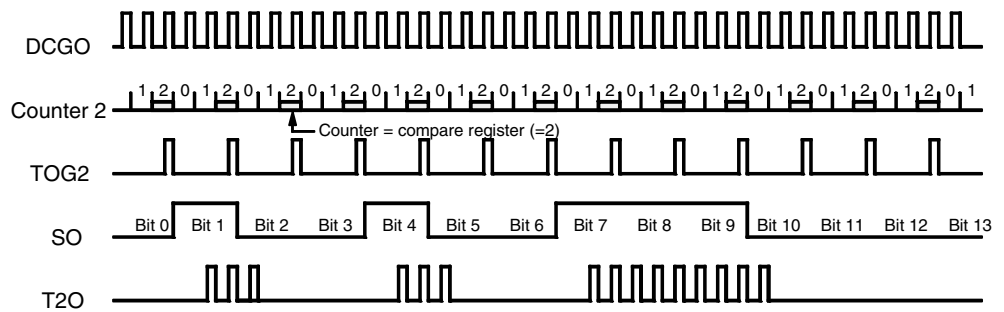 DCGO
Counter 2 1 2 0 1 2 0 1 2 0 1 2 0 1 2 0 1 2 0 1 2 0 1 2 0 1 2 0 1 2 0 1 2 0 1 2 0 1 2 0 1
Counter = compare register (=2)
TOG2
SO Bit 0 Bit 1 Bit 2 Bit 3 Bit 4 Bit 5 Bit 6 Bit 7 Bit 8 Bit 9 Bit 10 Bit 11 Bit 12 Bit 13
T2O